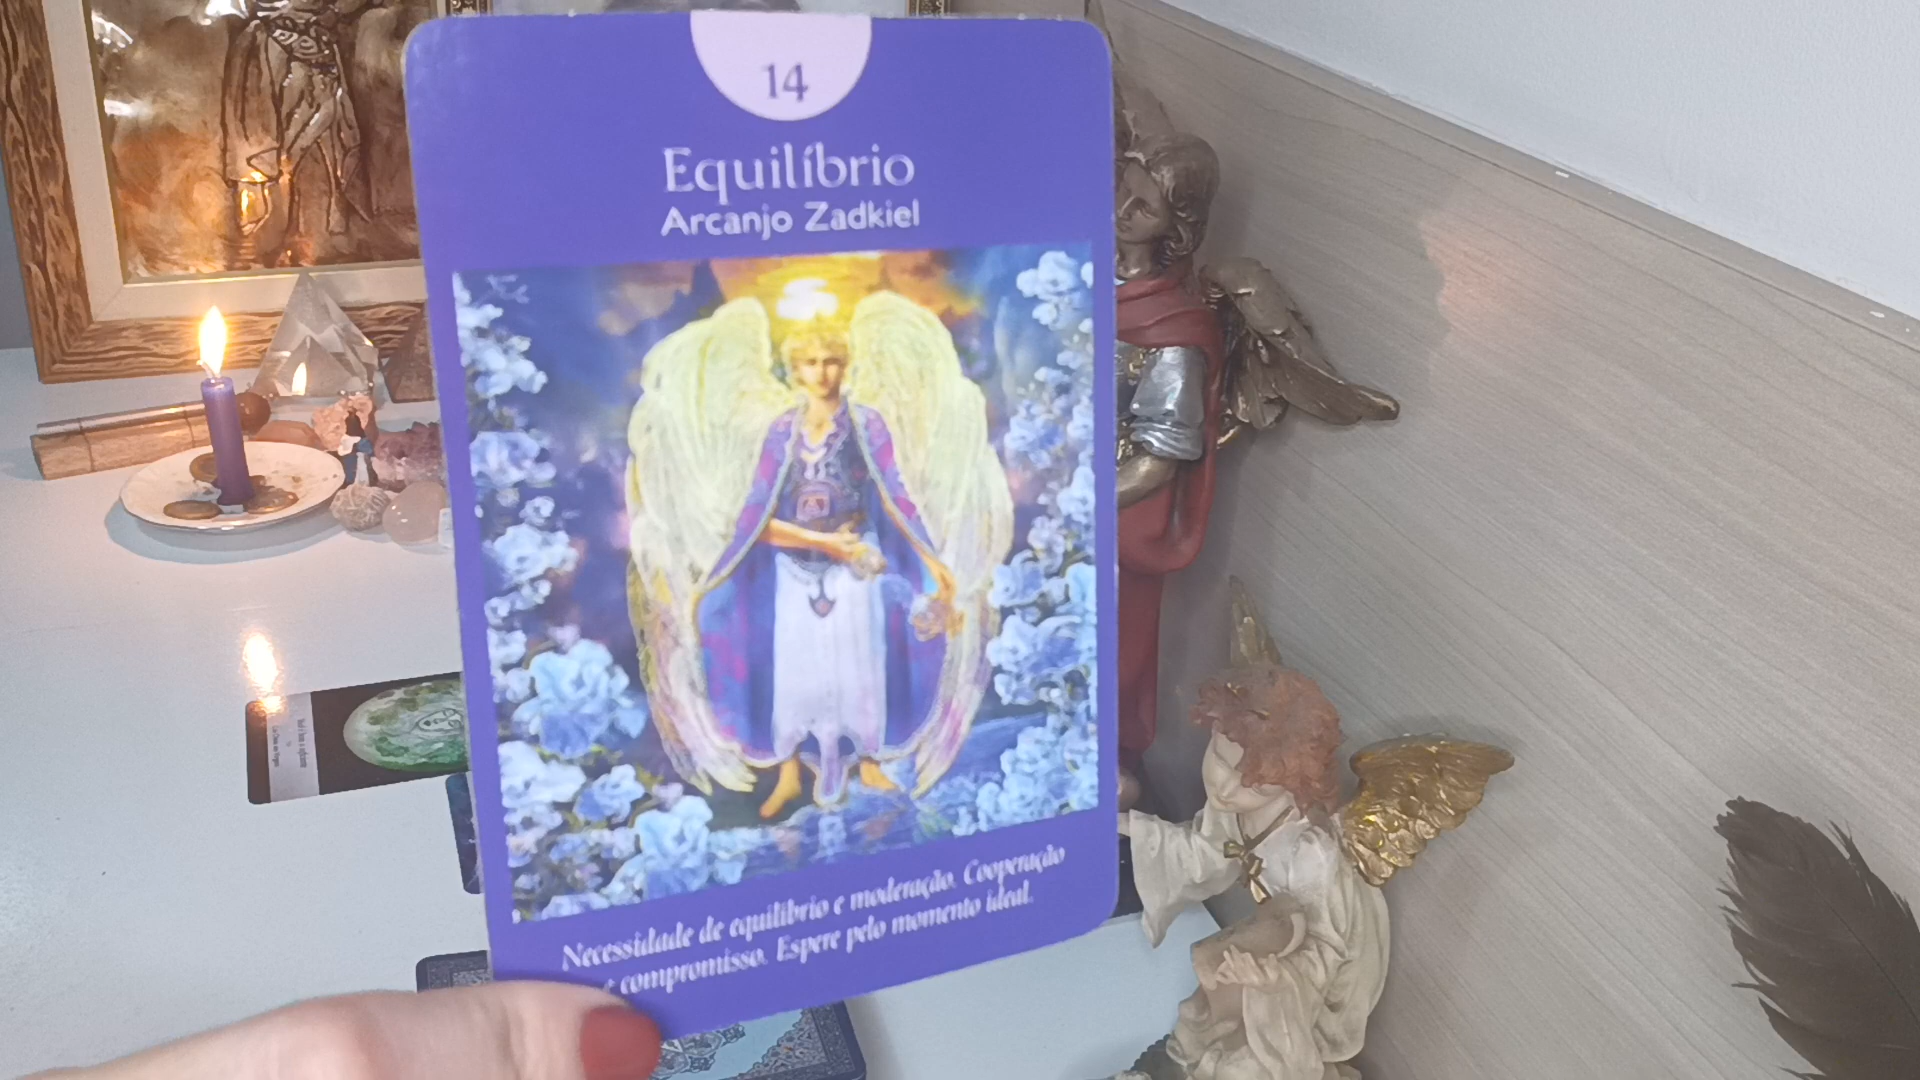 14
Equilíbrio
Arcanjo Zadkiel
Necessidade de equilíbrio e moderação. Cooperação
e compromisso. Espere pelo momento ideal.